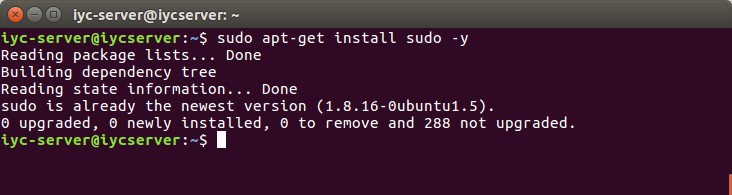 iyc-server@iycserver: ~
iyc-server@iycserver:~$ sudo apt-get install sudo -y
Reading package lists... Done
Building dependency tree
Reading state information... Done
sudo is already the newest version (1.8.16-0ubuntu1.5).
0 upgraded, 0 newly installed, 0 to remove and 288 not upgraded.
iyc-server@iycserver:~$